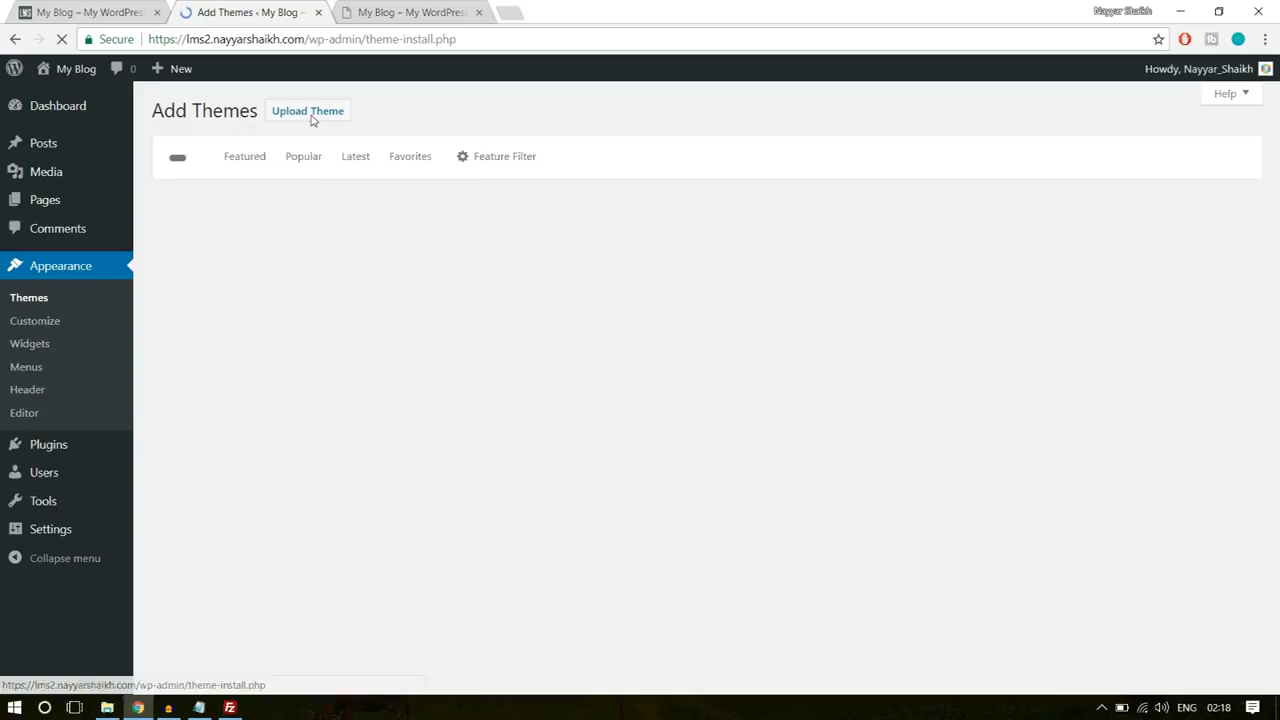 My Blog – My WordPress
Add Themes ‹ My Blog —
My Blog – My WordPress
Nayyar Shaikh
Secure
https://lms2.nayyarshaikh.com/wp-admin/theme-install.php
My Blog
0
New
Howdy, Nayyar_Shaikh
Dashboard
Posts
Media
Pages
Comments
Appearance
Themes
Customize
Widgets
Menus
Header
Editor
Plugins
Users
Tools
Settings
Collapse menu
Add Themes
Upload Theme
Help
Featured
Popular
Latest
Favorites
Feature Filter
https://lms2.nayyarshaikh.com/wp-admin/theme-install.php
ENG
02:18